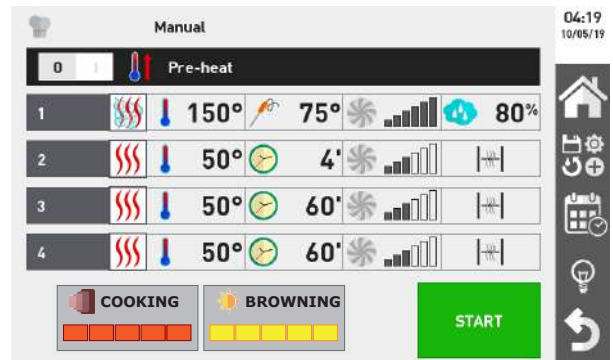 Manual
04:19
10/05/19
0 I Pre-heat
1 150° 75° 80%
2 50° 4'
3 50° 60'
4 50° 60'
COOKING BROWNING
START